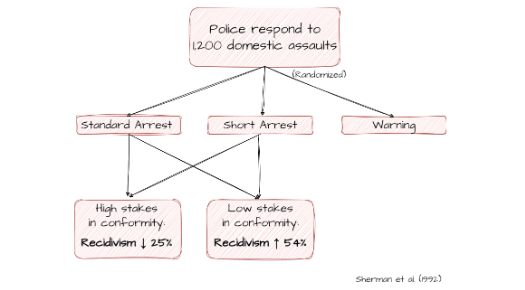 Police respond to
1,200 domestic assaults
(Randomized)
Standard Arrest
Short Arrest
Warning
High stakes
in conformity:
Recidivism ↓ 25%
Low stakes
in conformity:
Recidivism ↑ 54%
Sherman et al. (1992)